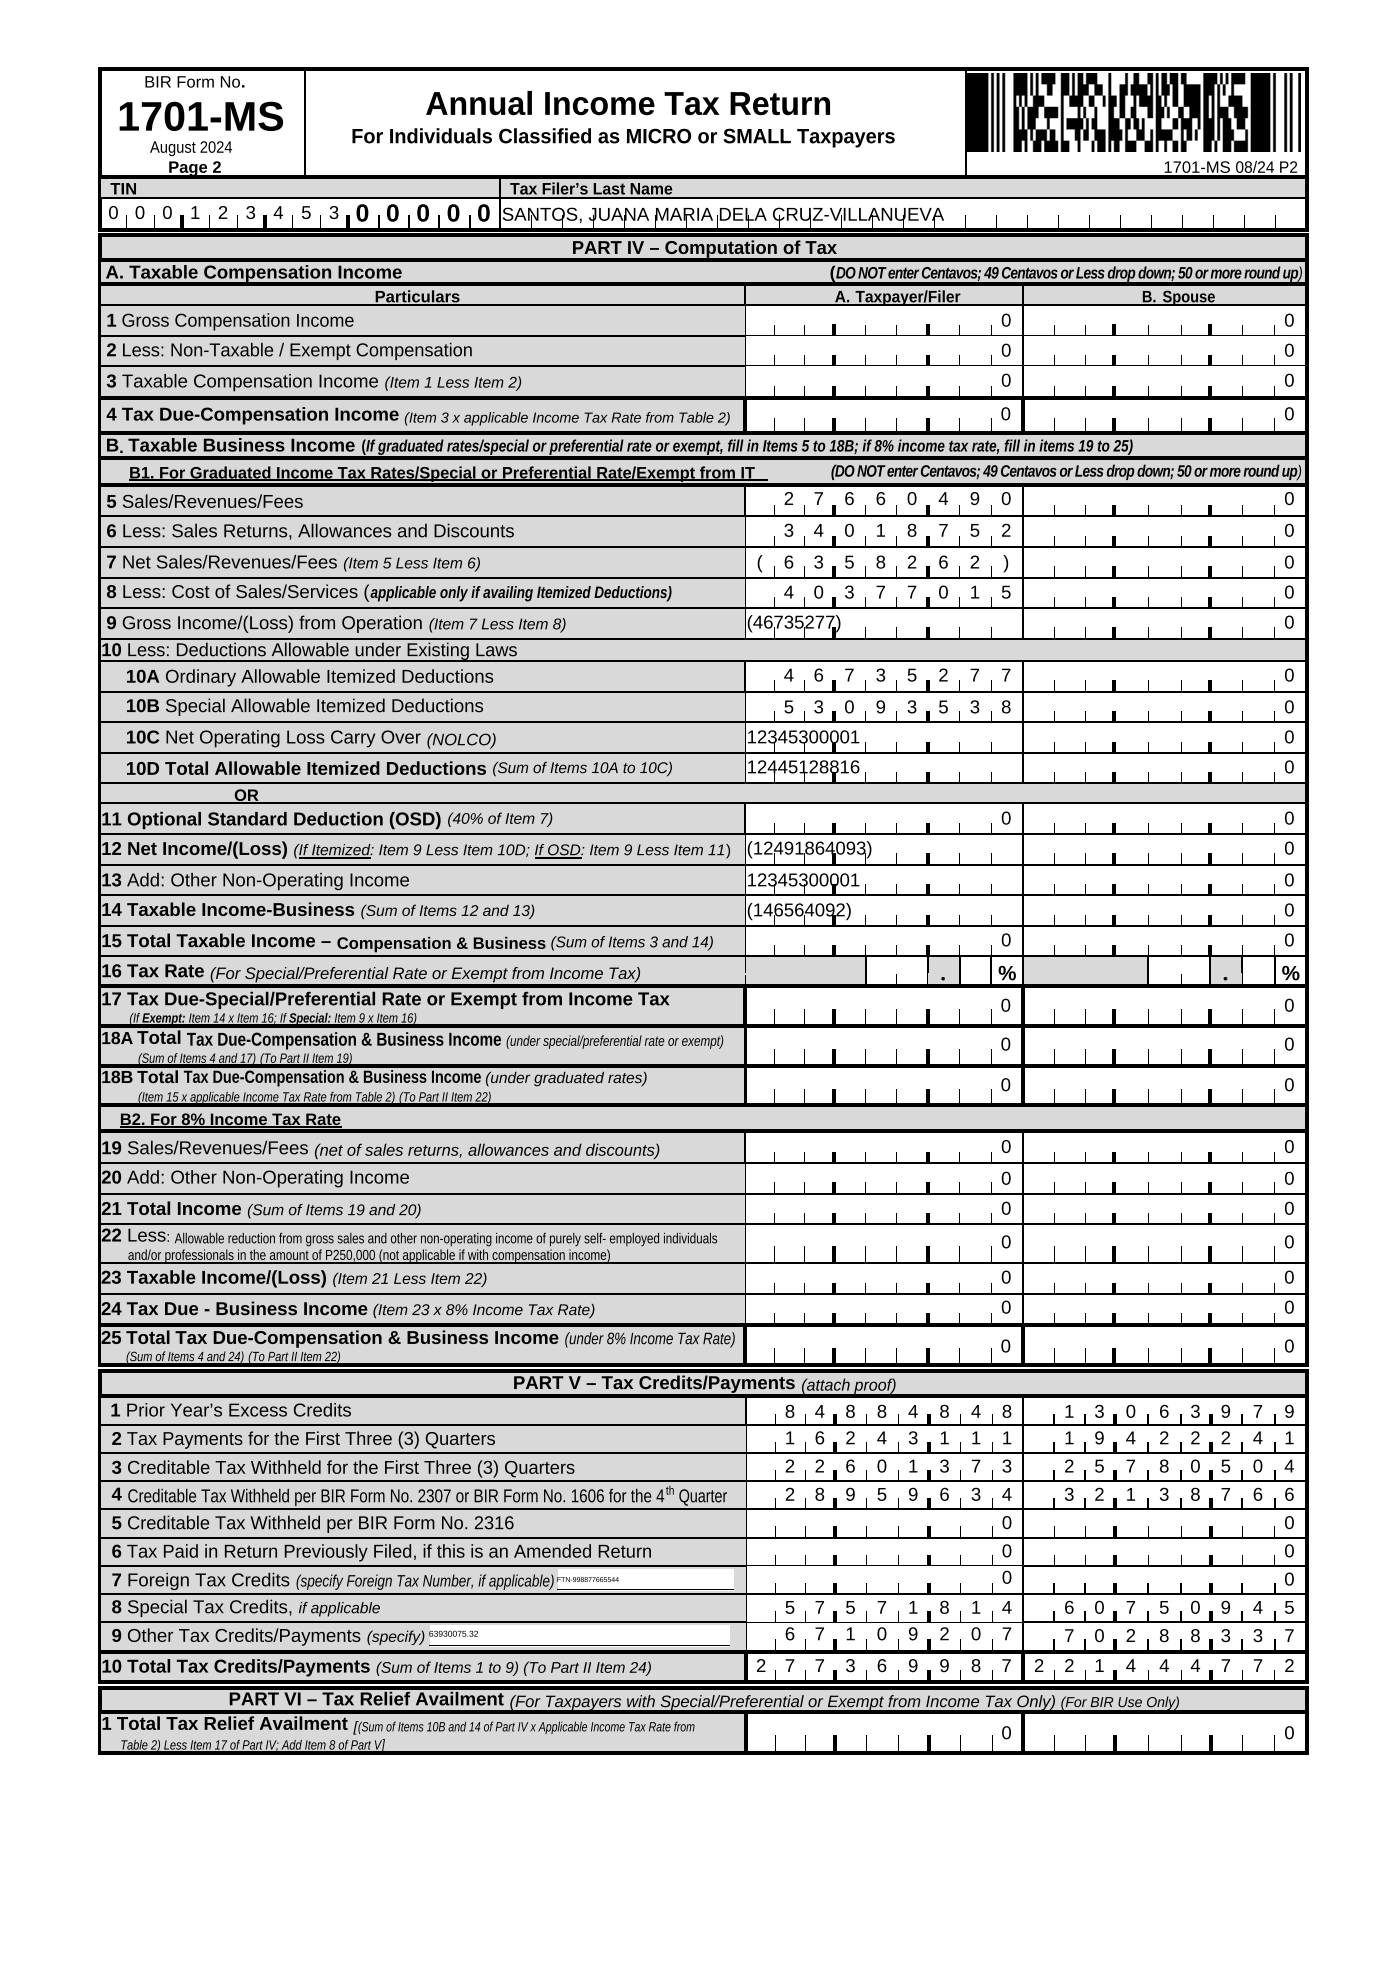 BIR Form No.
1701-MS
August 2024
Page 2
Annual Income Tax Return
For Individuals Classified as MICRO or SMALL Taxpayers
1701-MS 08/24 P2
TIN Tax Filer’s Last Name
0 0 0 1 2 3 4 5 3 0 0 0 0 0 SANTOS, JUANA MARIA DELA CRUZ-VILLANUEVA
PART IV – Computation of Tax
A. Taxable Compensation Income (DO NOT enter Centavos; 49 Centavos or Less drop down; 50 or more round up)
Particulars A. Taxpayer/Filer B. Spouse
1 Gross Compensation Income 0 0
2 Less: Non-Taxable / Exempt Compensation 0 0
3 Taxable Compensation Income (Item 1 Less Item 2) 0 0
4 Tax Due-Compensation Income (Item 3 x applicable Income Tax Rate from Table 2) 0 0
B. Taxable Business Income (If graduated rates/special or preferential rate or exempt, fill in Items 5 to 18B; if 8% income tax rate, fill in items 19 to 25)
B1. For Graduated Income Tax Rates/Special or Preferential Rate/Exempt from IT (DO NOT enter Centavos; 49 Centavos or Less drop down; 50 or more round up)
5 Sales/Revenues/Fees 2 7 6 6 0 4 9 0 0
6 Less: Sales Returns, Allowances and Discounts 3 4 0 1 8 7 5 2 0
7 Net Sales/Revenues/Fees (Item 5 Less Item 6) ( 6 3 5 8 2 6 2 ) 0
8 Less: Cost of Sales/Services (applicable only if availing Itemized Deductions) 4 0 3 7 7 0 1 5 0
9 Gross Income/(Loss) from Operation (Item 7 Less Item 8) (46735277) 0
10 Less: Deductions Allowable under Existing Laws
10A Ordinary Allowable Itemized Deductions 4 6 7 3 5 2 7 7 0
10B Special Allowable Itemized Deductions 5 3 0 9 3 5 3 8 0
10C Net Operating Loss Carry Over (NOLCO) 12345300001 0
10D Total Allowable Itemized Deductions (Sum of Items 10A to 10C) 12445128816 0
OR
11 Optional Standard Deduction (OSD) (40% of Item 7) 0 0
12 Net Income/(Loss) (If Itemized: Item 9 Less Item 10D; If OSD: Item 9 Less Item 11) (12491864093) 0
13 Add: Other Non-Operating Income 12345300001 0
14 Taxable Income-Business (Sum of Items 12 and 13) (146564092) 0
15 Total Taxable Income – Compensation & Business (Sum of Items 3 and 14) 0 0
16 Tax Rate (For Special/Preferential Rate or Exempt from Income Tax) . % . %
17 Tax Due-Special/Preferential Rate or Exempt from Income Tax 0 0
(If Exempt: Item 14 x Item 16; If Special: Item 9 x Item 16)
18A Total Tax Due-Compensation & Business Income (under special/preferential rate or exempt) 0 0
(Sum of Items 4 and 17) (To Part II Item 19)
18B Total Tax Due-Compensation & Business Income (under graduated rates) 0 0
(Item 15 x applicable Income Tax Rate from Table 2) (To Part II Item 22)
B2. For 8% Income Tax Rate
19 Sales/Revenues/Fees (net of sales returns, allowances and discounts) 0 0
20 Add: Other Non-Operating Income 0 0
21 Total Income (Sum of Items 19 and 20) 0 0
22 Less: Allowable reduction from gross sales and other non-operating income of purely self- employed individuals 0 0
and/or professionals in the amount of P250,000 (not applicable if with compensation income)
23 Taxable Income/(Loss) (Item 21 Less Item 22) 0 0
24 Tax Due - Business Income (Item 23 x 8% Income Tax Rate) 0 0
25 Total Tax Due-Compensation & Business Income (under 8% Income Tax Rate) 0 0
(Sum of Items 4 and 24) (To Part II Item 22)
PART V – Tax Credits/Payments (attach proof)
1 Prior Year’s Excess Credits 8 4 8 8 4 8 4 8 1 3 0 6 3 9 7 9
2 Tax Payments for the First Three (3) Quarters 1 6 2 4 3 1 1 1 1 9 4 2 2 2 4 1
3 Creditable Tax Withheld for the First Three (3) Quarters 2 2 6 0 1 3 7 3 2 5 7 8 0 5 0 4
4 Creditable Tax Withheld per BIR Form No. 2307 or BIR Form No. 1606 for the 4th Quarter 2 8 9 5 9 6 3 4 3 2 1 3 8 7 6 6
5 Creditable Tax Withheld per BIR Form No. 2316 0 0
6 Tax Paid in Return Previously Filed, if this is an Amended Return 0 0
7 Foreign Tax Credits (specify Foreign Tax Number, if applicable) FTN-998877665544 0 0
8 Special Tax Credits, if applicable 5 7 5 7 1 8 1 4 6 0 7 5 0 9 4 5
9 Other Tax Credits/Payments (specify) 63930075.32 6 7 1 0 9 2 0 7 7 0 2 8 8 3 3 7
10 Total Tax Credits/Payments (Sum of Items 1 to 9) (To Part II Item 24) 2 7 7 3 6 9 9 8 7 2 2 1 4 4 4 7 7 2
PART VI – Tax Relief Availment (For Taxpayers with Special/Preferential or Exempt from Income Tax Only) (For BIR Use Only)
1 Total Tax Relief Availment [(Sum of Items 10B and 14 of Part IV x Applicable Income Tax Rate from 0 0
Table 2) Less Item 17 of Part IV; Add Item 8 of Part V]